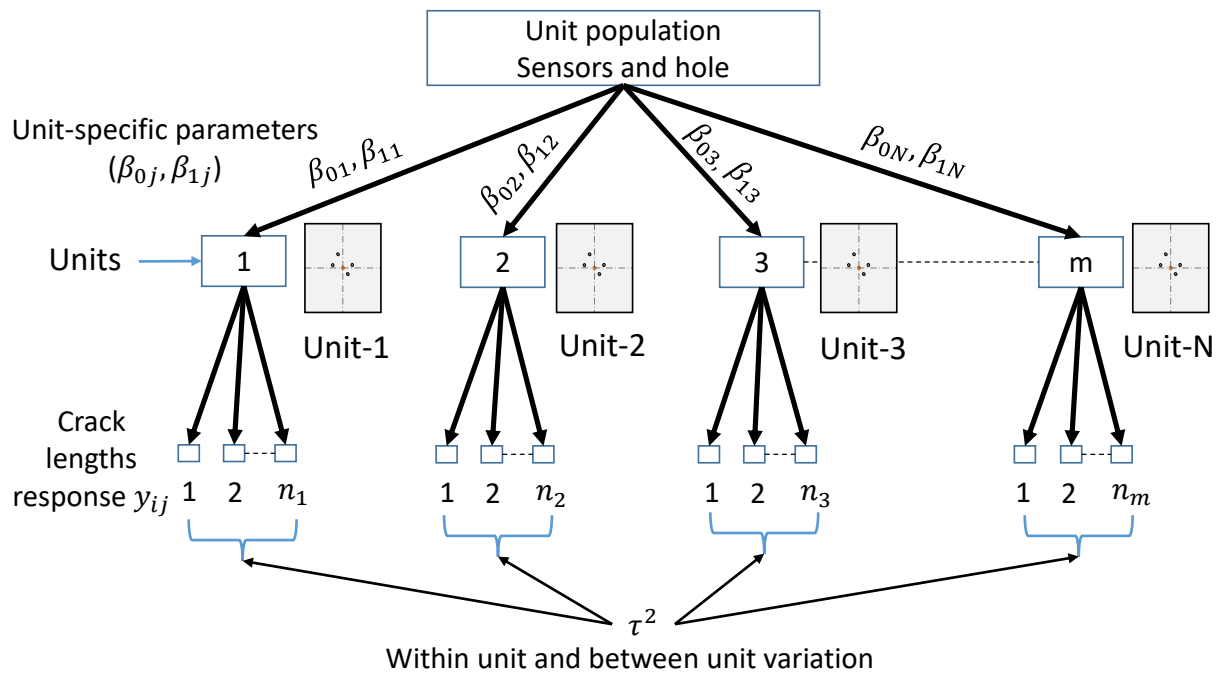 Unit population
Sensors and hole
Unit-specific parameters
(β₀ⱼ, β₁ⱼ)
β₀₁, β₁₁
β₀₂, β₁₂
β₀₃, β₁₃
β₀N, β₁N
Units
1
2
3
m
Unit-1
Unit-2
Unit-3
Unit-N
Crack
lengths
response yᵢⱼ
1 2 n₁
1 2 n₂
1 2 n₃
1 2 nₘ
τ²
Within unit and between unit variation